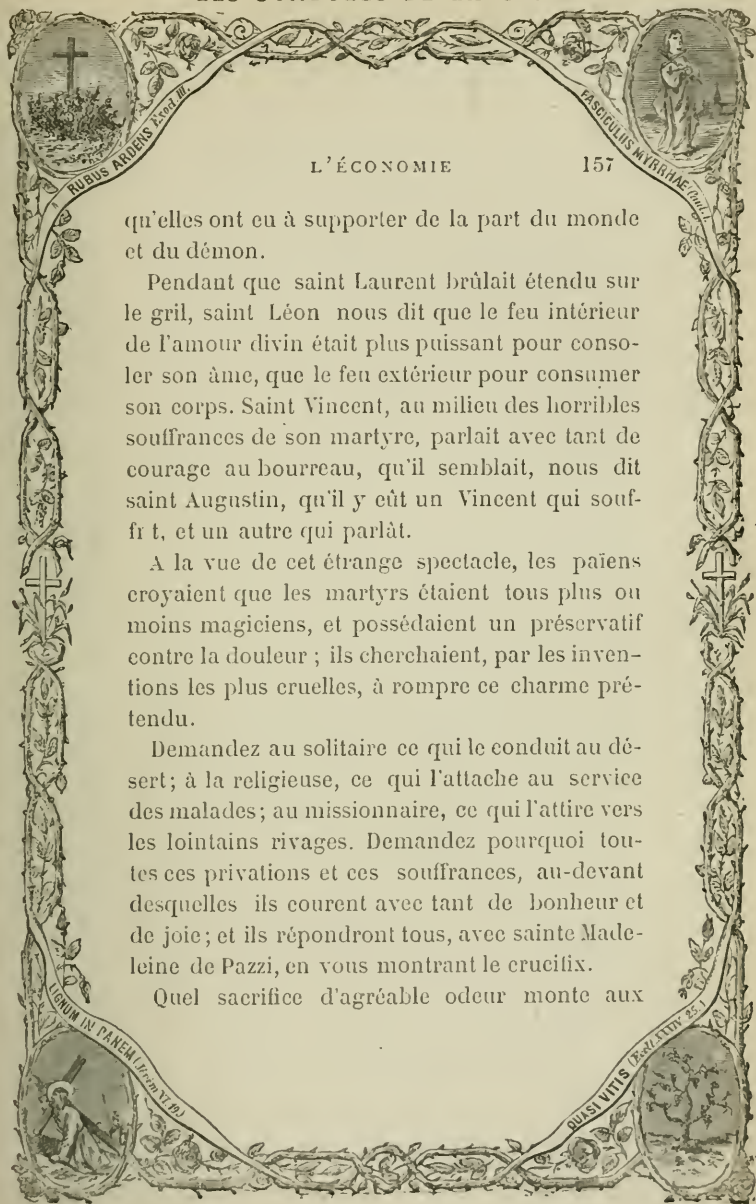 L'ÉCONOMIE 157
RUBUS ARDENS Exod. III.
FASCICULUS MYRRHAE (Cant. I.
qu'elles ont eu à supporter de la part du monde
et du démon.
Pendant que saint Laurent brûlait étendu sur
le gril, saint Léon nous dit que le feu intérieur
de l'amour divin était plus puissant pour conso-
ler son âme, que le feu extérieur pour consumer
son corps. Saint Vincent, au milieu des horribles
souffrances de son martyre, parlait avec tant de
courage au bourreau, qu'il semblait, nous dit
saint Augustin, qu'il y eût un Vincent qui souf-
fr t, et un autre qui parlât.
A la vue de cet étrange spectacle, les païens
croyaient que les martyrs étaient tous plus ou
moins magiciens, et possédaient un préservatif
contre la douleur ; ils cherchaient, par les inven-
tions les plus cruelles, à rompre ce charme pré-
tendu.
Demandez au solitaire ce qui le conduit au dé-
sert ; à la religieuse, ce qui l'attache au service
des malades ; au missionnaire, ce qui l'attire vers
les lointains rivages. Demandez pourquoi tou-
tes ces privations et ces souffrances, au-devant
desquelles ils courent avec tant de bonheur et
de joie ; et ils répondront tous, avec sainte Made-
leine de Pazzi, en vous montrant le crucifix.
Quel sacrifice d'agréable odeur monte aux
LIGNUM IN PANEM (Jerem VI.19.)
QUASI VITIS (Eccli. XXIV 23.)